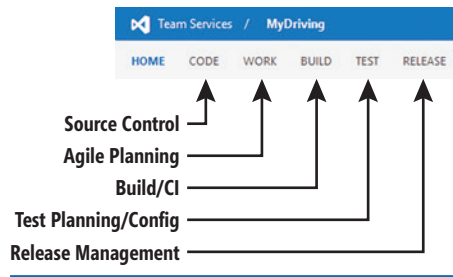 Team Services / MyDriving
HOME CODE WORK BUILD TEST RELEASE
Source Control
Agile Planning
Build/CI
Test Planning/Config
Release Management